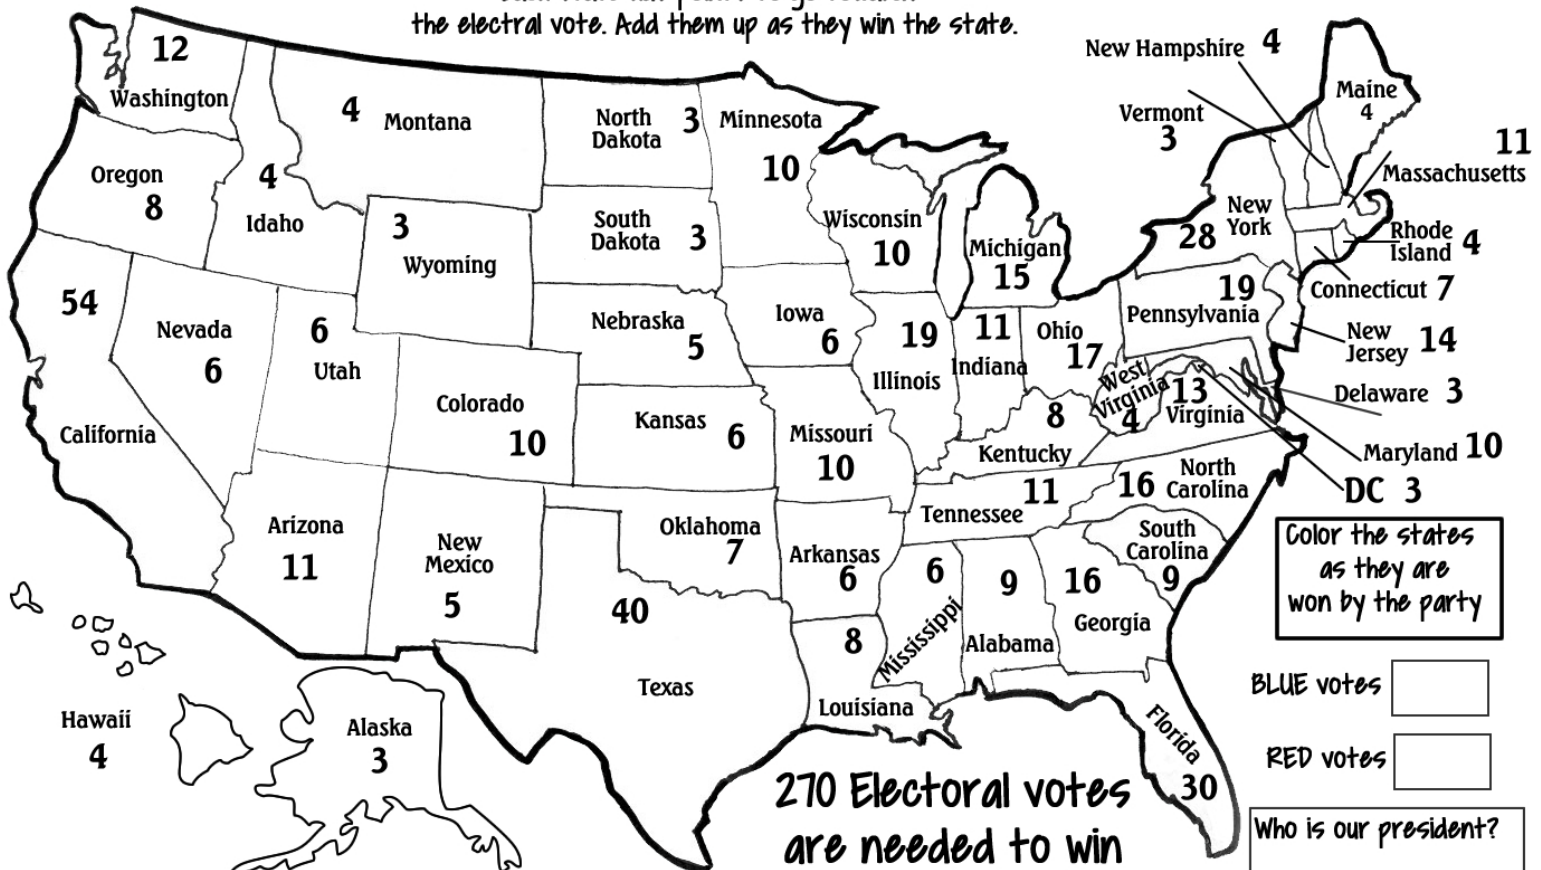 the electral vote. Add them up as they win the state.
12
Washington
4 Montana
North
Dakota
3
Minnesota
10
New Hampshire 4
Vermont
3
Maine
4
11
Massachusetts
Oregon
8
4
Idaho
3
Wyoming
South
Dakota 3
Wisconsin
10
Michigan
15
New
York
28
Rhode
Island 4
Connecticut 7
54
California
Nevada
6
6
Utah
Nebraska
5
Iowa
6
19
Illinois
11
Indiana
Ohio
17
19
Pennsylvania
New
Jersey 14
Delaware 3
Colorado
10
Kansas 6
Missouri
10
8
Kentucky
West
Virginia
4
13
Virginia
Maryland 10
DC 3
Arizona
11
New
Mexico
5
Oklahoma
7
Arkansas
6
11
Tennessee
16 North
Carolina
South
Carolina
9
40
Texas
8
Louisiana
6
Mississippi
9
Alabama
16
Georgia
Florida
30
Hawaii
4
Alaska
3
Color the states
as they are
won by the party
BLUE votes
RED votes
270 Electoral votes
are needed to win
Who is our president?